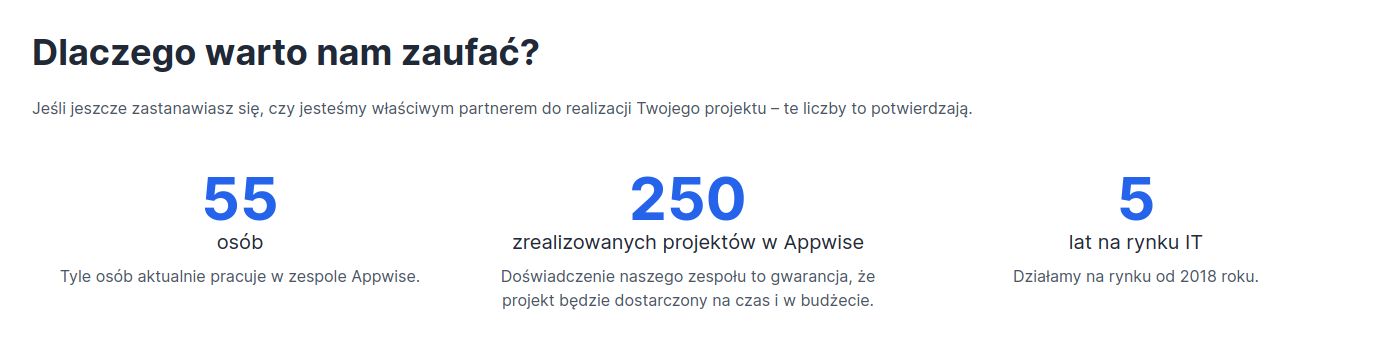 Dlaczego warto nam zaufać?
Jeśli jeszcze zastanawiasz się, czy jesteśmy właściwym partnerem do realizacji Twojego projektu – te liczby to potwierdzają.
55
osób
Tyle osób aktualnie pracuje w zespole Appwise.
250
zrealizowanych projektów w Appwise
Doświadczenie naszego zespołu to gwarancja, że
projekt będzie dostarczony na czas i w budżecie.
5
lat na rynku IT
Działamy na rynku od 2018 roku.